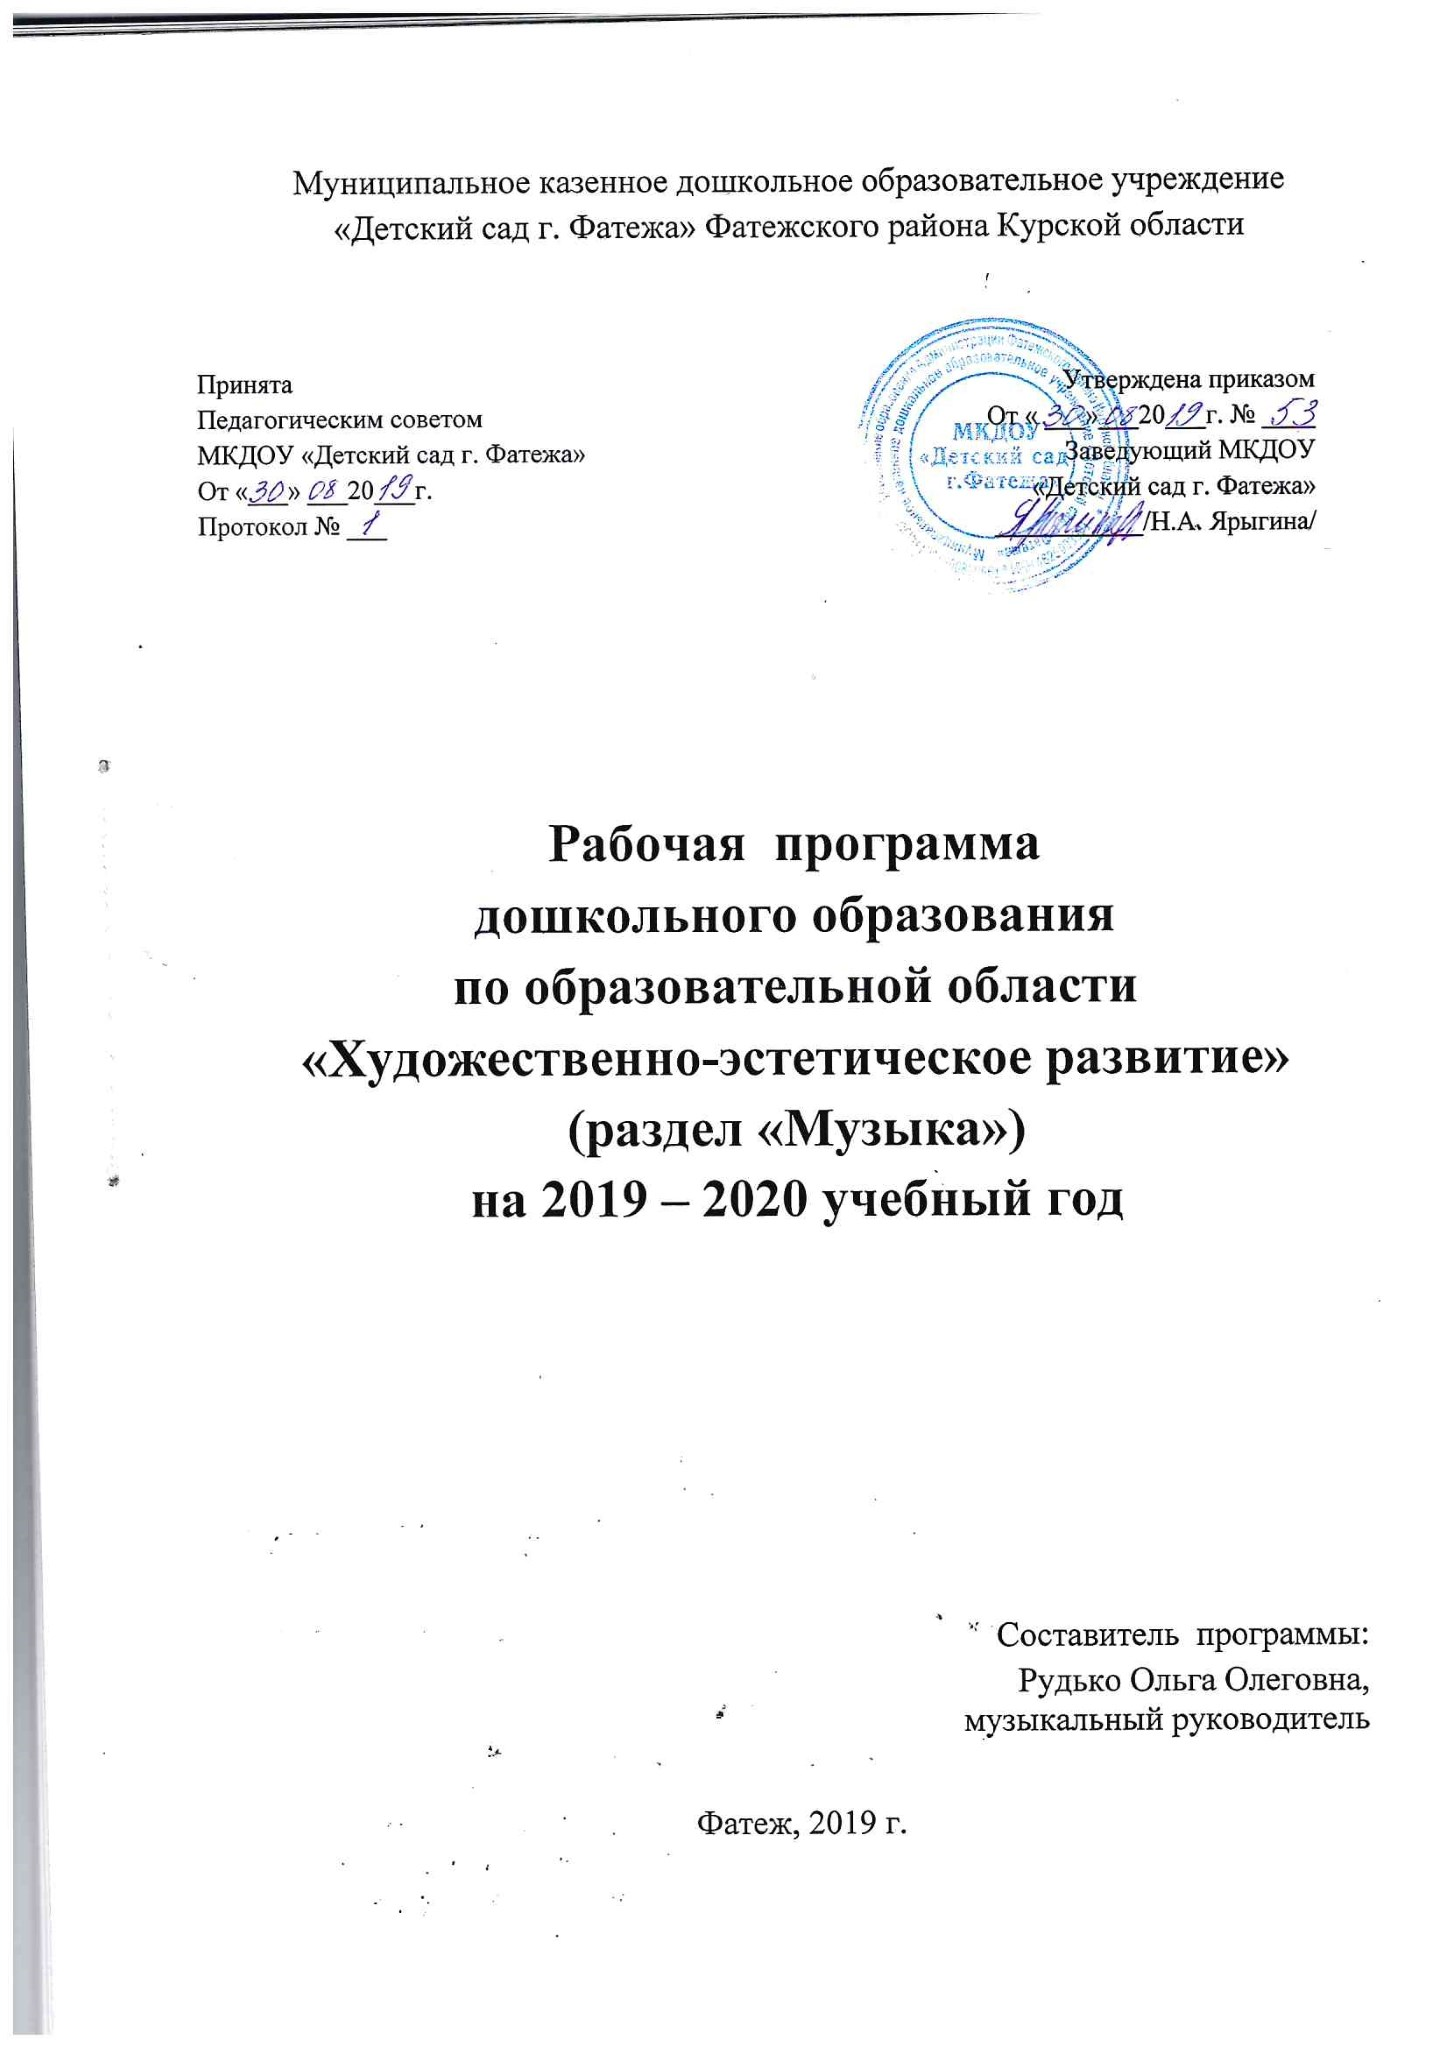 Муниципальное казенное дошкольное образовательное учреждение
«Детский сад г. Фатежа» Фатежского района Курской области
Принята
Педагогическим советом
МКДОУ «Детский сад г. Фатежа»
От «30» 08 2019 г.
Протокол № 1
Утверждена приказом
От «30» 08 2019 г. № 53
Заведующий МКДОУ
«Детский сад г. Фатежа»
/Н.А. Ярыгина/
МКДОУ
«Детский сад
г.Фатежа»
Рабочая программа
дошкольного образования
по образовательной области
«Художественно-эстетическое развитие»
(раздел «Музыка»)
на 2019 – 2020 учебный год
Составитель программы:
Рудько Ольга Олеговна,
музыкальный руководитель
Фатеж, 2019 г.